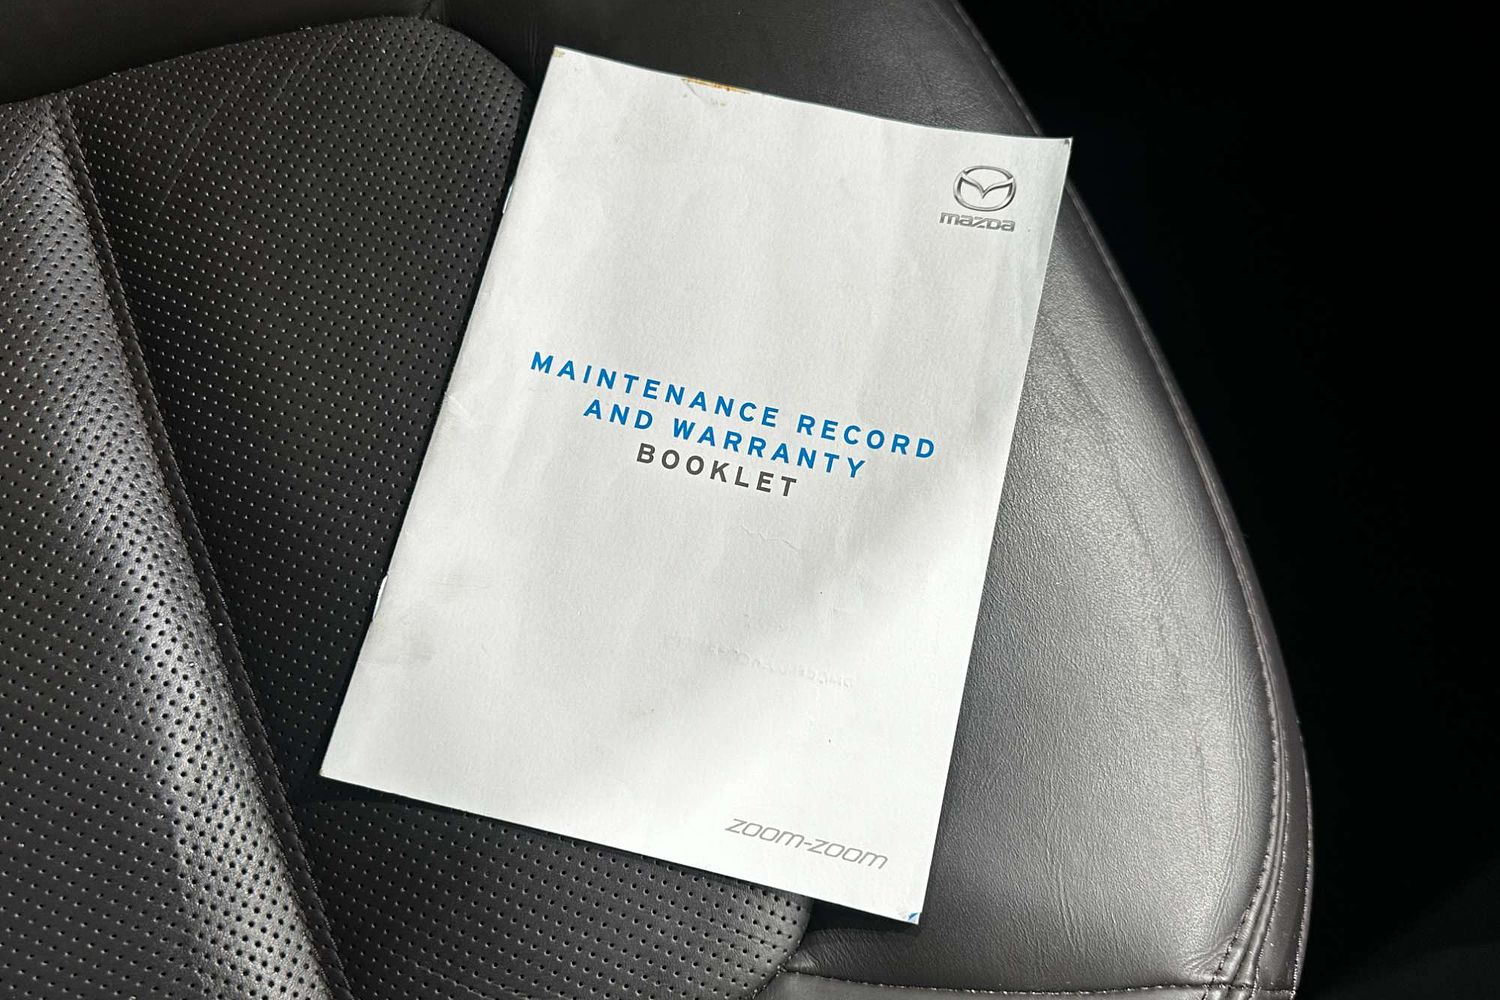 mazda
MAINTENANCE RECORD
AND WARRANTY
BOOKLET
zoom-zoom